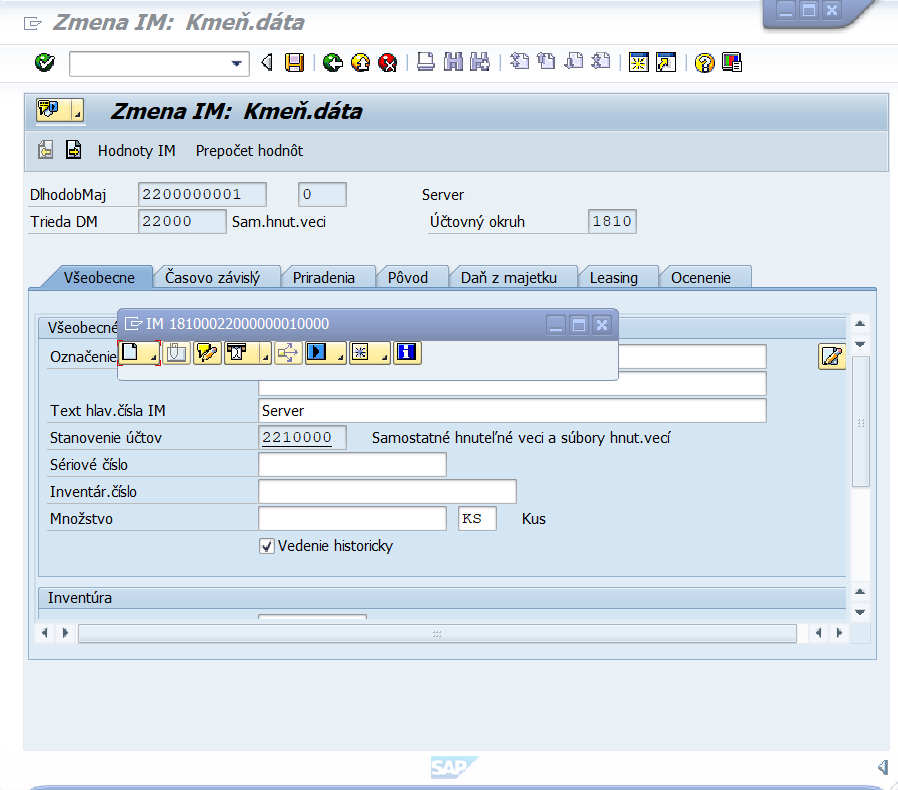 Zmena IM: Kmeň.dáta
Zmena IM: Kmeň.dáta
Hodnoty IM Prepočet hodnôt
DlhodobMaj 2200000001 0 Server
Trieda DM 22000 Sam.hnut.veci Účtovný okruh 1810
Všeobecne Časovo závislý Priradenia Pôvod Daň z majetku Leasing Ocenenie
Všeobecné
IM 18100022000000010000
Označenie
Text hlav.čísla IM Server
Stanovenie účtov 2210000 Samostatné hnuteľné veci a súbory hnut.vecí
Sériové číslo
Inventár.číslo
Množstvo KS Kus
Vedenie historicky
Inventúra
SAP